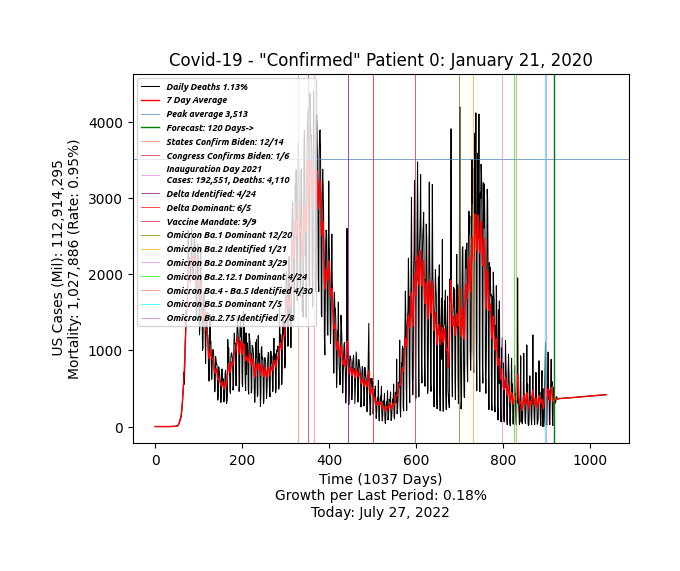 Covid-19 - "Confirmed" Patient 0: January 21, 2020
Daily Deaths 1.13%
7 Day Average
Peak average 3,513
Forecast: 120 Days->
States Confirm Biden: 12/14
Congress Confirms Biden: 1/6
Inauguration Day 2021
Cases: 192,551, Deaths: 4,110
Delta Identified: 4/24
Delta Dominant: 6/5
Vaccine Mandate: 9/9
Omicron Ba.1 Dominant 12/20
Omicron Ba.2 Identified 1/21
Omicron Ba.2 Dominant 3/29
Omicron Ba.2.12.1 Dominant 4/24
Omicron Ba.4 - Ba.5 Identified 4/30
Omicron Ba.5 Dominant 7/5
Omicron Ba.2.75 Identified 7/8
US Cases (Mil): 112,914,295
Mortality: 1,027,886 (Rate: 0.95%)
4000
3000
2000
1000
0
0 200 400 600 800 1000
Time (1037 Days)
Growth per Last Period: 0.18%
Today: July 27, 2022